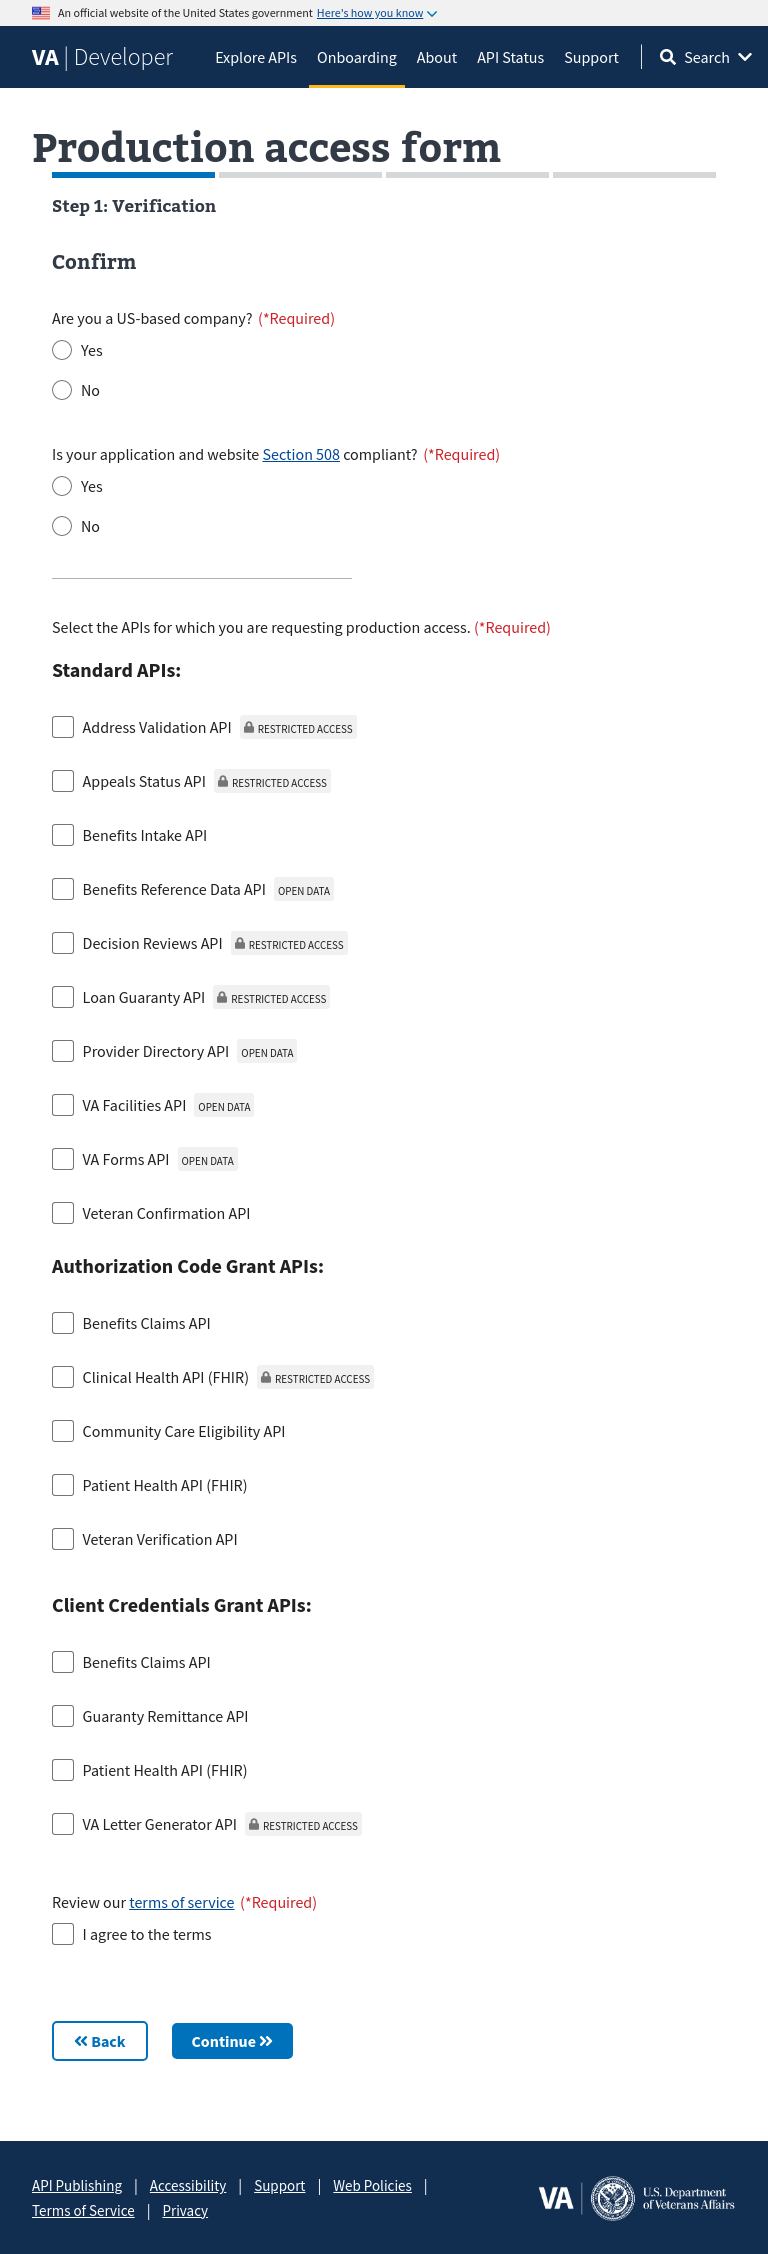 An official website of the United States government Here's how you know
VA | Developer Explore APIs Onboarding About API Status Support Search
Production access form
Step 1: Verification
Confirm
Are you a US-based company? (*Required)
Yes
No
Is your application and website Section 508 compliant? (*Required)
Yes
No
Select the APIs for which you are requesting production access. (*Required)
Standard APIs:
Address Validation API RESTRICTED ACCESS
Appeals Status API RESTRICTED ACCESS
Benefits Intake API
Benefits Reference Data API OPEN DATA
Decision Reviews API RESTRICTED ACCESS
Loan Guaranty API RESTRICTED ACCESS
Provider Directory API OPEN DATA
VA Facilities API OPEN DATA
VA Forms API OPEN DATA
Veteran Confirmation API
Authorization Code Grant APIs:
Benefits Claims API
Clinical Health API (FHIR) RESTRICTED ACCESS
Community Care Eligibility API
Patient Health API (FHIR)
Veteran Verification API
Client Credentials Grant APIs:
Benefits Claims API
Guaranty Remittance API
Patient Health API (FHIR)
VA Letter Generator API RESTRICTED ACCESS
Review our terms of service (*Required)
I agree to the terms
Back Continue
API Publishing | Accessibility | Support | Web Policies |
Terms of Service | Privacy
VA | U.S. Department
of Veterans Affairs